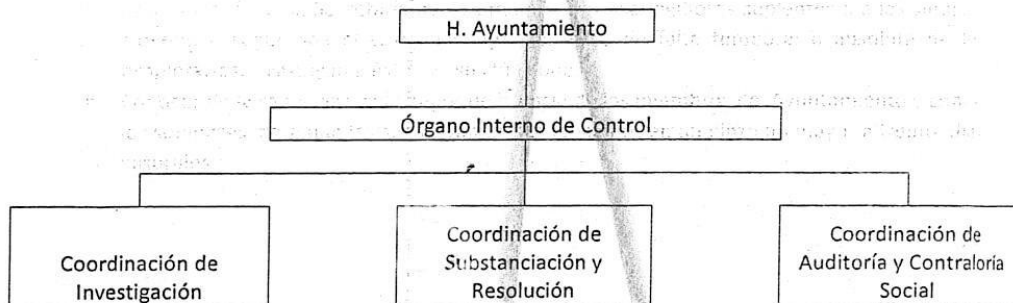 H. Ayuntamiento
Órgano Interno de Control
Coordinación de
Investigación
Coordinación de
Substanciación y
Resolución
Coordinación de
Auditoría y Contraloría
Social